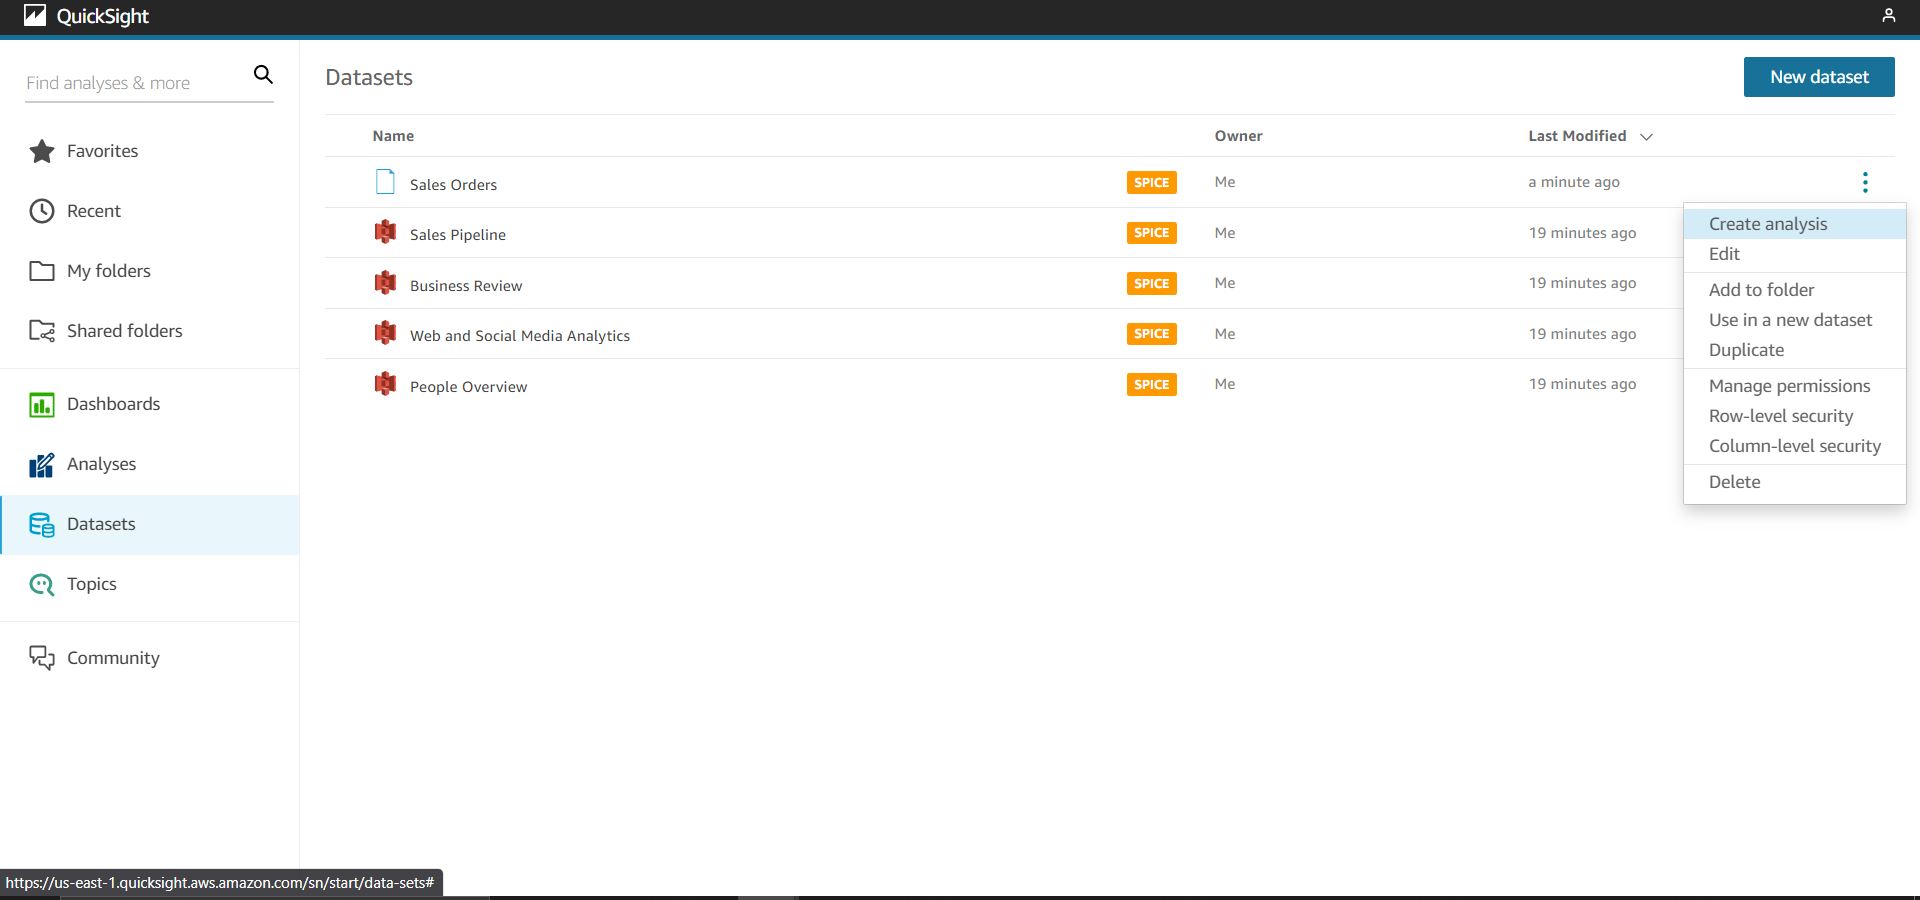 QuickSight
Find analyses & more
Favorites
Recent
My folders
Shared folders
Dashboards
Analyses
Datasets
Topics
Community
Datasets
New dataset
Name Owner Last Modified
Sales Orders SPICE Me a minute ago
Sales Pipeline SPICE Me 19 minutes ago
Business Review SPICE Me 19 minutes ago
Web and Social Media Analytics SPICE Me 19 minutes ago
People Overview SPICE Me 19 minutes ago
Create analysis
Edit
Add to folder
Use in a new dataset
Duplicate
Manage permissions
Row-level security
Column-level security
Delete
https://us-east-1.quicksight.aws.amazon.com/sn/start/data-sets#